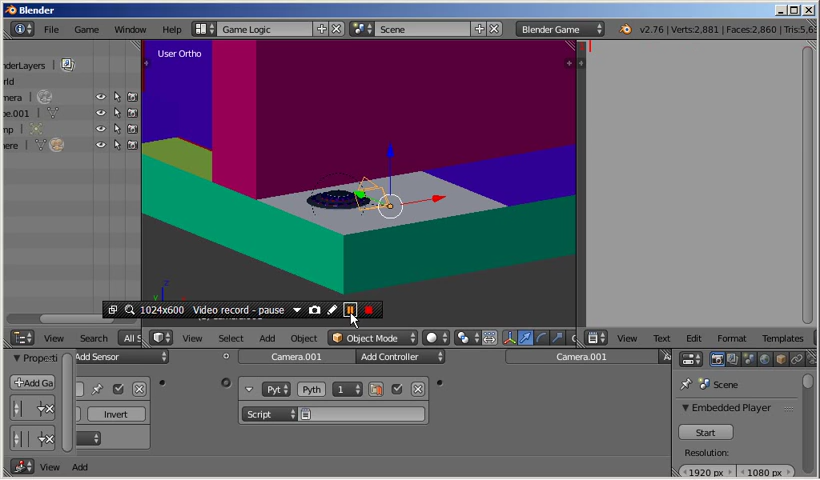 Blender
File Game Window Help Game Logic Scene Blender Game v2.76 | Verts:2,881 | Faces:2,860 | Tris:5,6
nderLayers |
User Ortho
rld
mera |
be.001 |
mp |
here |
1024x600 Video record - pause
View Search All S View Select Add Object Object Mode View Text Edit Format Templates
Properti Add Sensor Camera.001 Add Controller Camera.001
Add Ga
Scene
Pyt Pyth 1
Embedded Player
Invert Script
Start
Resolution:
View Add
1920 px 1080 px